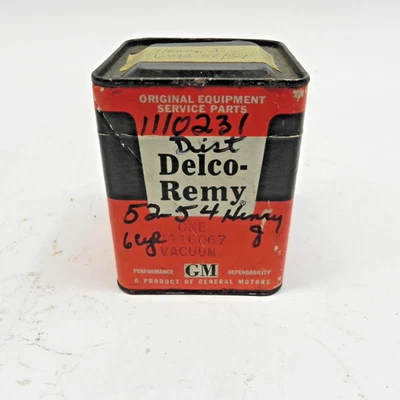 ORIGINAL EQUIPMENT
SERVICE PARTS
1110231
Dist
Delco-
Remy
52-54 Henry
J
6 cyl
ONE
1116067
VACUUM
PERFORMANCE GM DEPENDABILITY
A PRODUCT OF GENERAL MOTORS